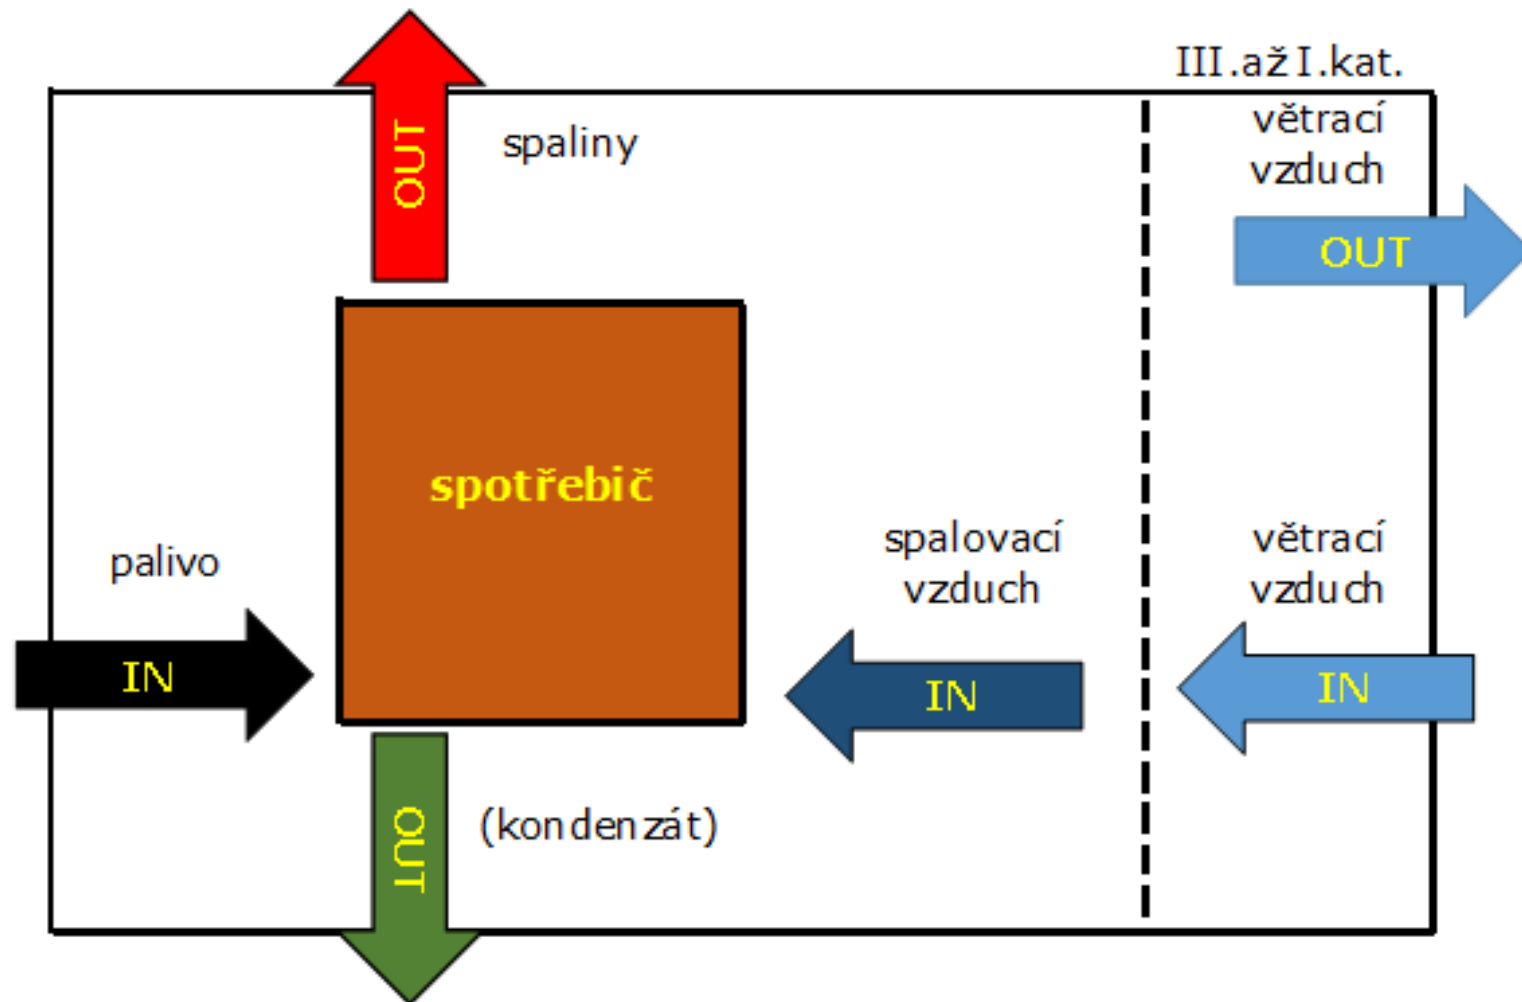 III.až I.kat.
větrací
vzduch
OUT
spaliny
OUT
spotřebič
palivo
IN
spalovací
vzduch
IN
větrací
vzduch
IN
(kondenzát)
OUT